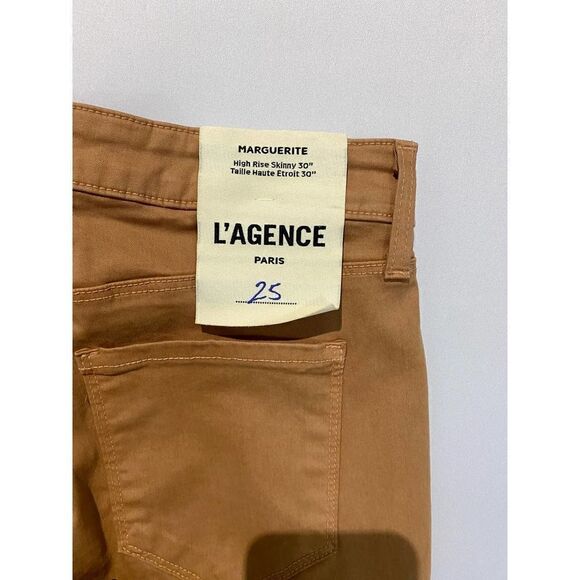 MARGUERITE
High Rise Skinny 30"
Taille Haute Étroit 30"
L'AGENCE
PARIS
25